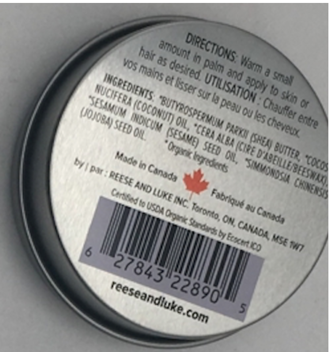 DIRECTIONS: Warm a small
amount in palm and apply to skin or
hair as desired. UTILISATION : Chauffer entre
vos mains et lisser sur la peau ou les cheveux.
INGREDIENTS: *BUTYROSPERMUM PARKII (SHEA) BUTTER, *COCOS
NUCIFERA (COCONUT) OIL, *CERA ALBA (CIRE D'ABEILLE/BEESWAX),
*SESAMUM INDICUM (SESAME) SEED OIL, *SIMMONDSIA CHINENSIS
(JOJOBA) SEED OIL.
*Organic Ingredients
Made in Canada Fabriqué au Canada
by | par : REESE AND LUKE INC. Toronto, ON, CANADA, M5E 1W7
Certified to USDA Organic Standards by Ecocert ICO
6 27843 22890 5
reeseandluke.com